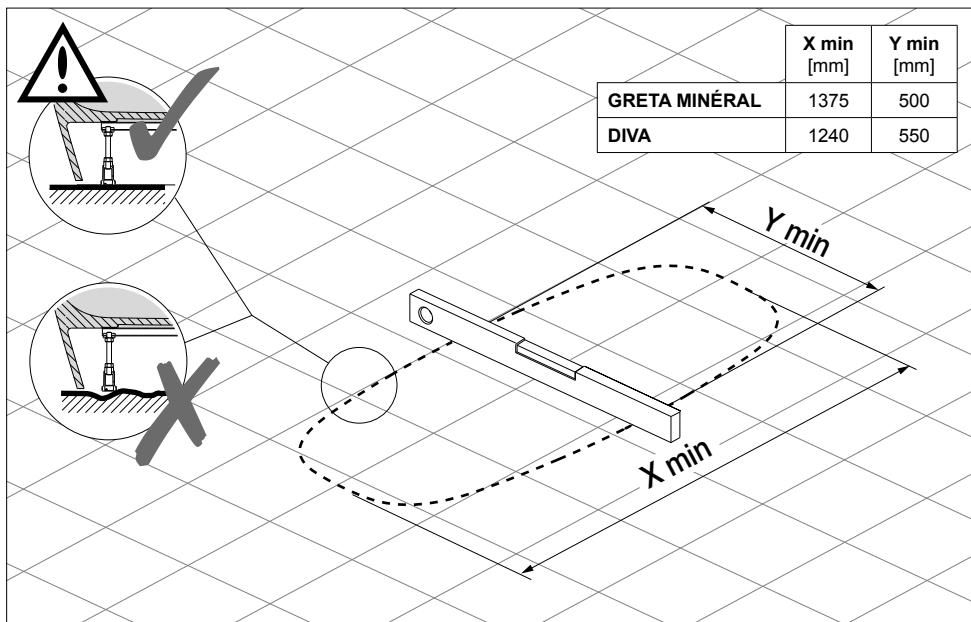 X min Y min
[mm] [mm]
GRETA MINÉRAL 1375 500
DIVA 1240 550
Y min
X min